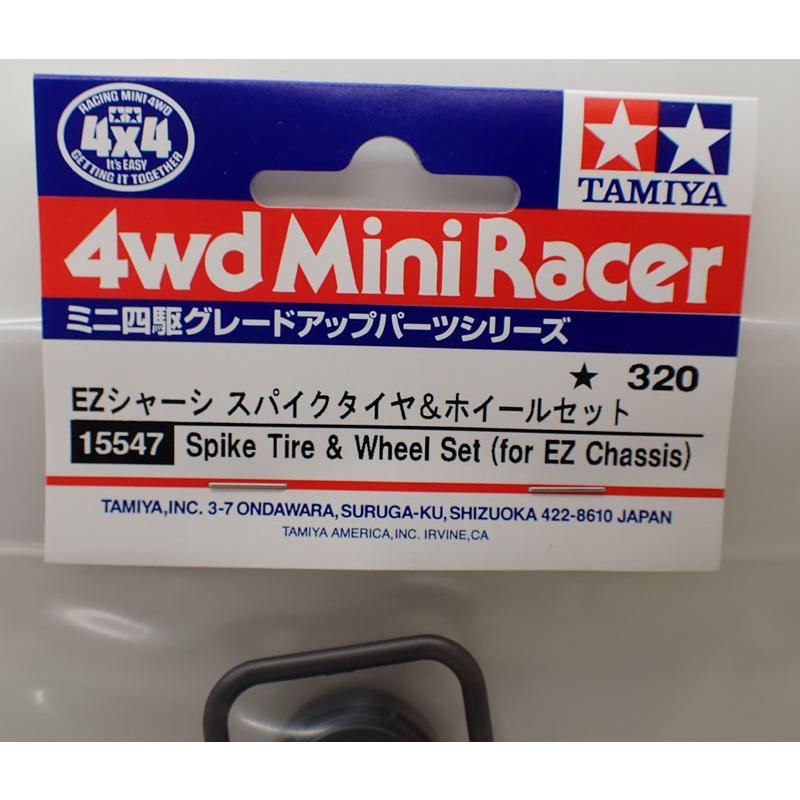 RACING MINI 4WD
4x4
It's EASY
GETTING IT TOGETHER
TAMIYA
4wd Mini Racer
ミニ四駆グレードアップパーツシリーズ
★ 320
EZシャーシ スパイクタイヤ&ホイールセット
15547 Spike Tire & Wheel Set (for EZ Chassis)
TAMIYA,INC. 3-7 ONDAWARA, SURUGA-KU, SHIZUOKA 422-8610 JAPAN
TAMIYA AMERICA,INC. IRVINE,CA